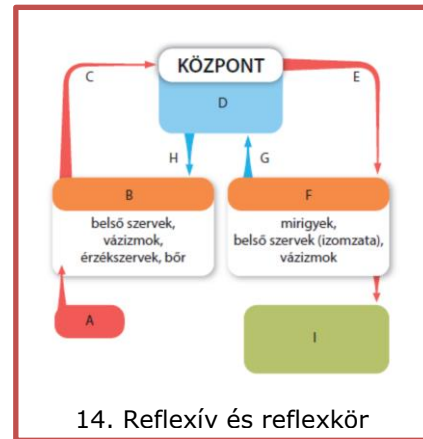 KÖZPONT
C
E
D
H
G
B
F
belső szervek,
vázizmok,
érzékszervek, bőr
mirigyek,
belső szervek (izomzata),
vázizmok
A
I
14. Reflexív és reflexkör